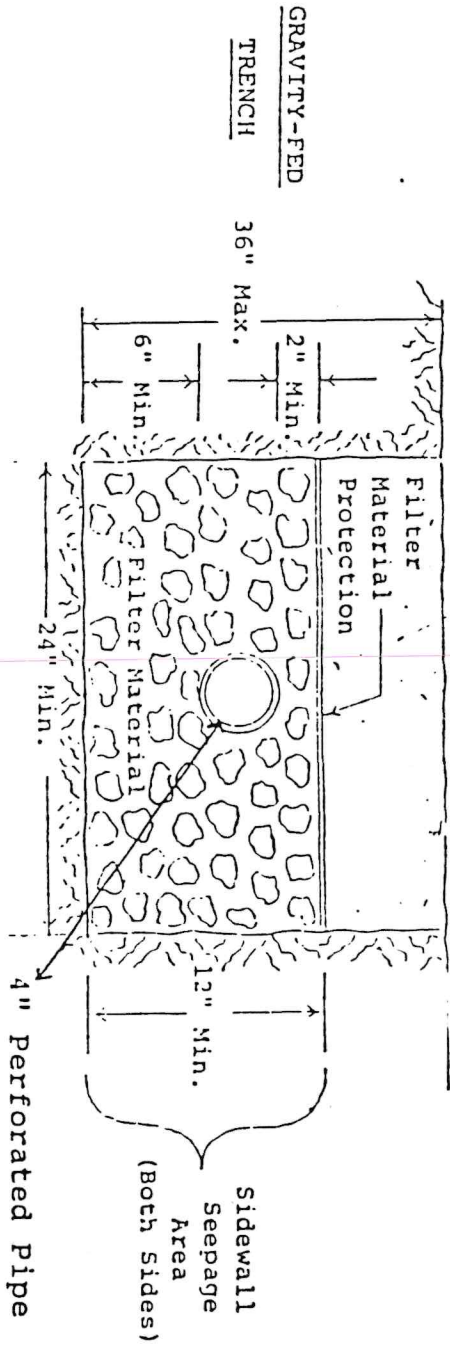 GRAVITY-FED
TRENCH
36" Max.
2" Min.
6" Min.
Filter
Material
Protection
Filter Material
24" Min.
12" Min.
Sidewall
Seepage
Area
(Both Sides)
4" Perforated Pipe